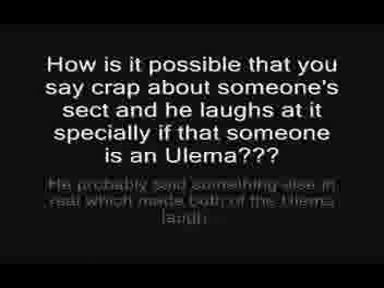 How is it possible that you
say crap about someone's
sect and he laughs at it
specially if that someone
is an Ulema???
He probably said something else in
real which made both of the Ulema
laugh